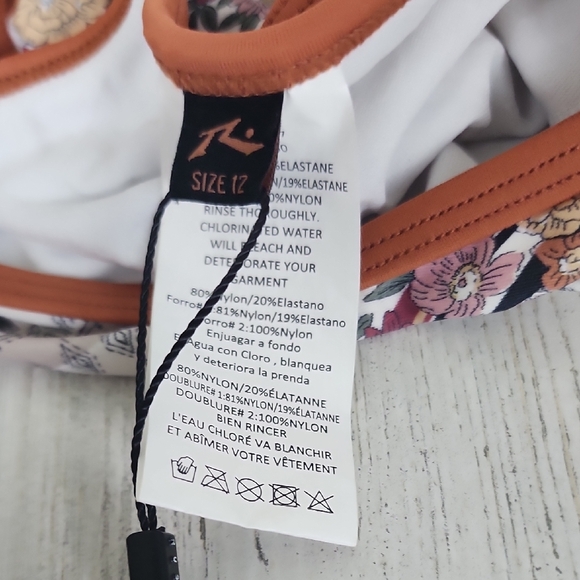 SIZE 12
ELASTANE
/19%ELASTANE
NYLON
RINSE THOROUGHLY.
CHLORINATED WATER
WILL BLEACH AND
DETERIORATE YOUR
GARMENT
80%Nylon/20%Elastano
Forro# 1:81%Nylon/19%Elastano
Forro# 2:100%Nylon
Enjuagar a fondo
El Agua con Cloro , blanquea
y deteriora la prenda
80%NYLON/20%ÉLATANNE
DOUBLURE# 1:81%NYLON/19%ÉLATANNE
DOUBLURE# 2:100%NYLON
BIEN RINCER
L'EAU CHLORÉ VA BLANCHIR
ET ABÎMER VOTRE VÊTEMENT